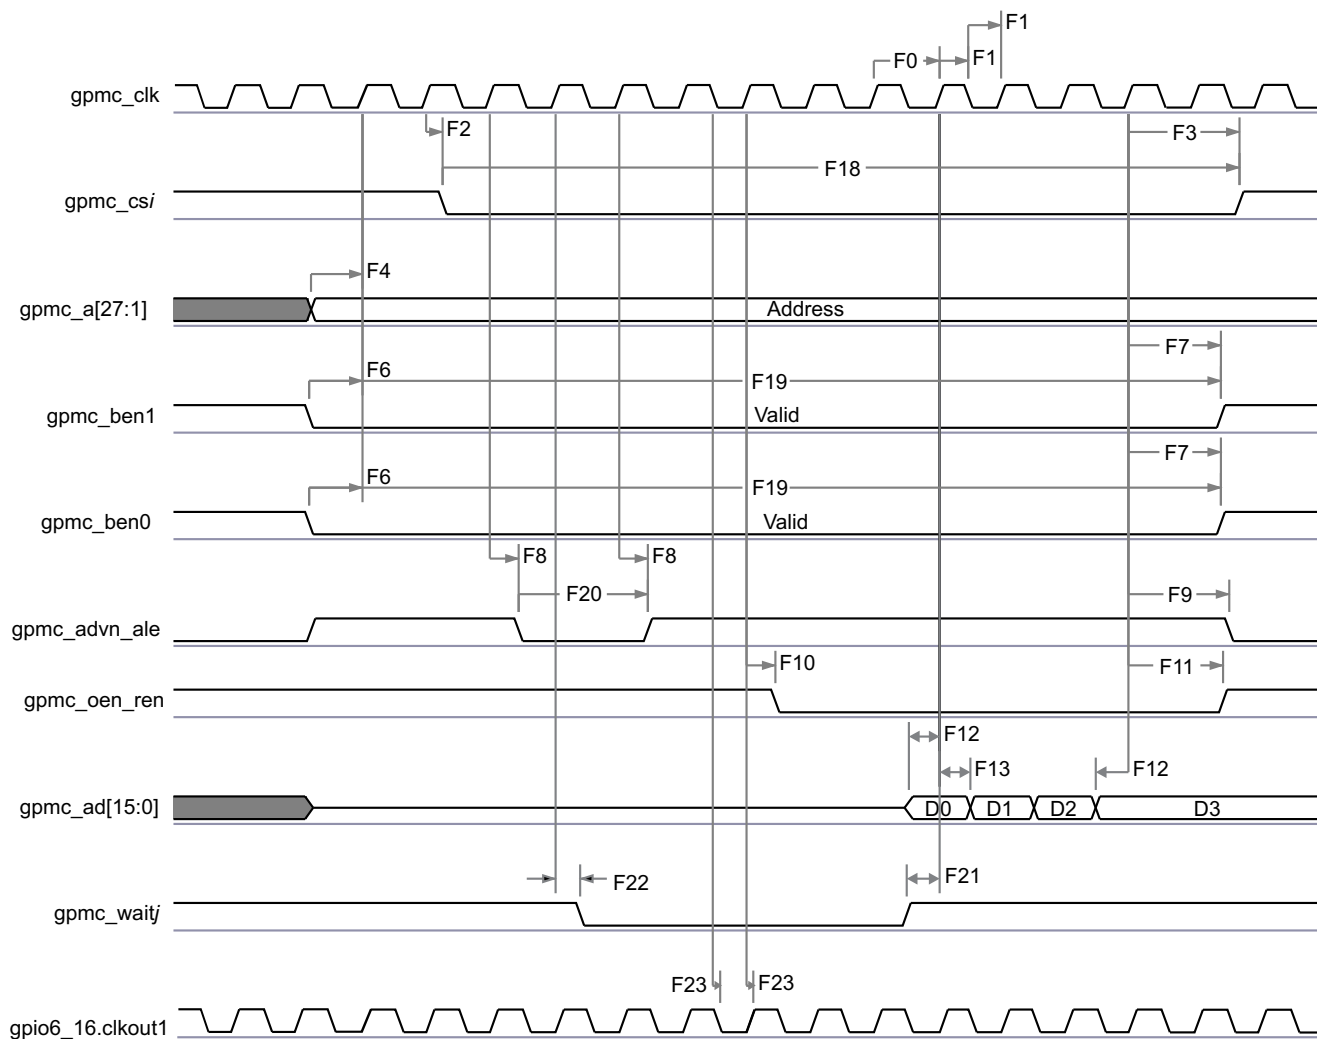 F1
F0
F1
gpmc_clk
F2
F3
F18
gpmc_csi
F4
gpmc_a[27:1]
Address
F7
F6
F19
gpmc_ben1
Valid
F7
F6
F19
gpmc_ben0
Valid
F8
F8
F20
F9
gpmc_advn_ale
F10
F11
gpmc_oen_ren
F12
F13
F12
gpmc_ad[15:0]
D0 D1 D2 D3
F22
F21
gpmc_waitj
F23
F23
gpio6_16.clkout1